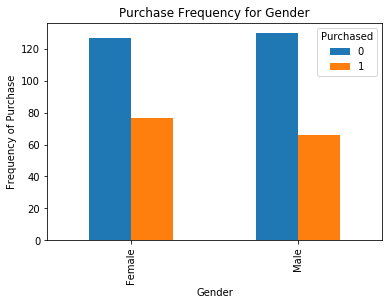 Purchase Frequency for Gender
Purchased
0
1
Frequency of Purchase
120
100
80
60
40
20
0
Female
Male
Gender